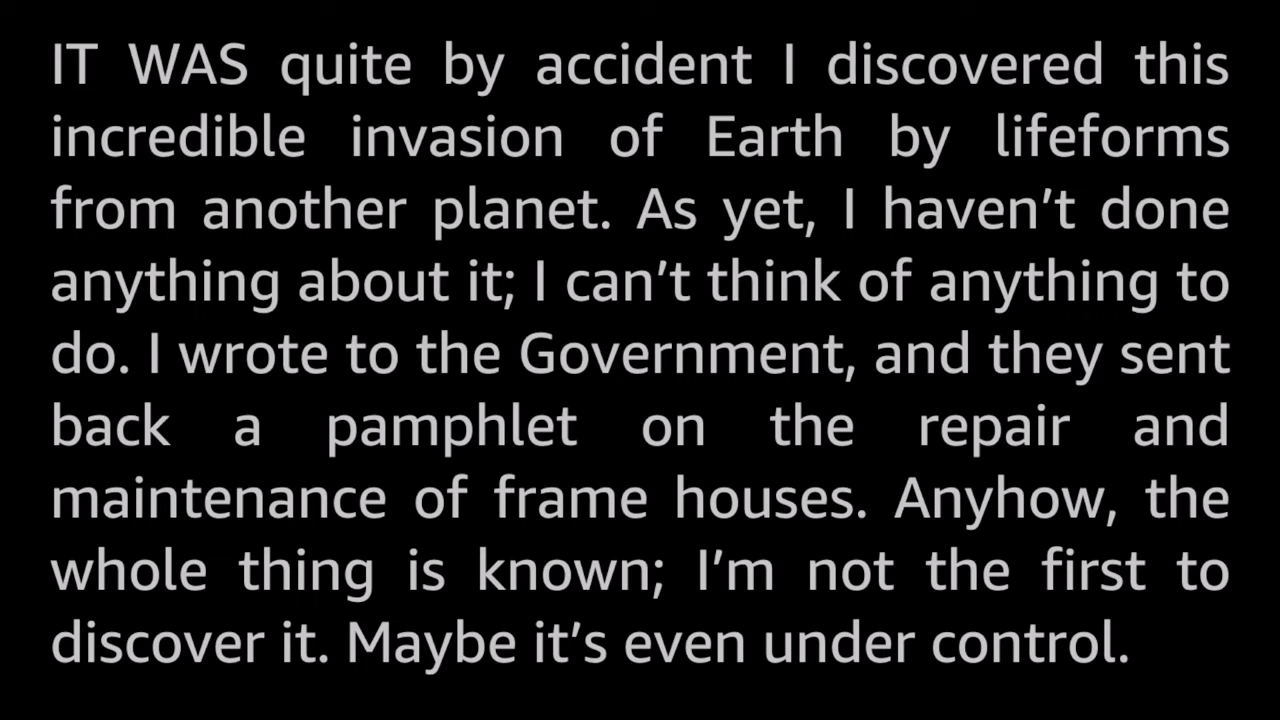 IT WAS quite by accident I discovered this
incredible invasion of Earth by lifeforms
from another planet. As yet, I haven’t done
anything about it; I can’t think of anything to
do. I wrote to the Government, and they sent
back a pamphlet on the repair and
maintenance of frame houses. Anyhow, the
whole thing is known; I’m not the first to
discover it. Maybe it’s even under control.